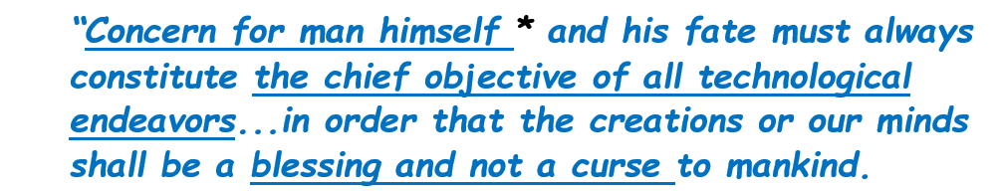 “Concern for man himself * and his fate must always
constitute the chief objective of all technological
endeavors...in order that the creations or our minds
shall be a blessing and not a curse to mankind.